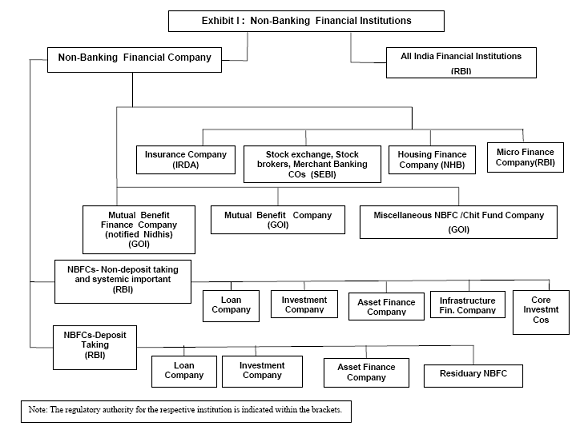 Exhibit I : Non-Banking Financial Institutions
Non-Banking Financial Company
All India Financial Institutions
(RBI)
Insurance Company
(IRDA)
Stock exchange, Stock
brokers, Merchant Banking
COs (SEBI)
Housing Finance
Company (NHB)
Micro Finance
Company(RBI)
Mutual Benefit
Finance Company
(notified Nidhis)
(GOI)
Mutual Benefit Company
(GOI)
Miscellaneous NBFC /Chit Fund Company
(GOI)
NBFCs- Non-deposit taking
and systemic important
(RBI)
Loan
Company
Investment
Company
Asset Finance
Company
Infrastructure
Fin. Company
Core
Investmt
Cos
NBFCs-Deposit
Taking
(RBI)
Loan
Company
Investment
Company
Asset Finance
Company
Residuary NBFC
Note: The regulatory authority for the respective institution is indicated within the brackets.